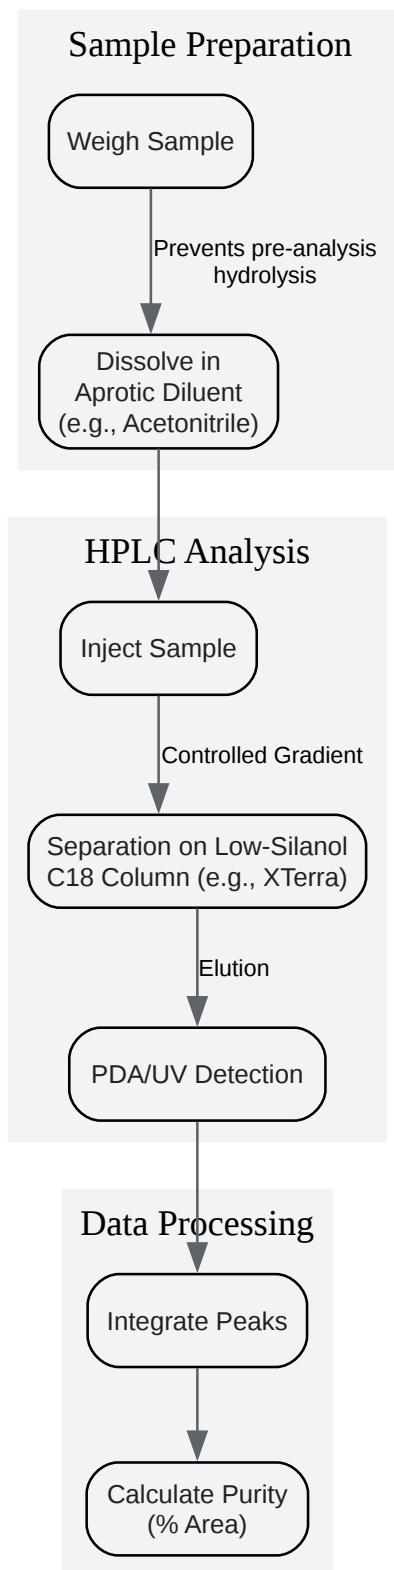 Sample Preparation
Weigh Sample
Prevents pre-analysis
hydrolysis
Dissolve in
Aprotic Diluent
(e.g., Acetonitrile)
HPLC Analysis
Inject Sample
Controlled Gradient
Separation on Low-Silanol
C18 Column (e.g., XTerra)
Elution
PDA/UV Detection
Data Processing
Integrate Peaks
Calculate Purity
(% Area)